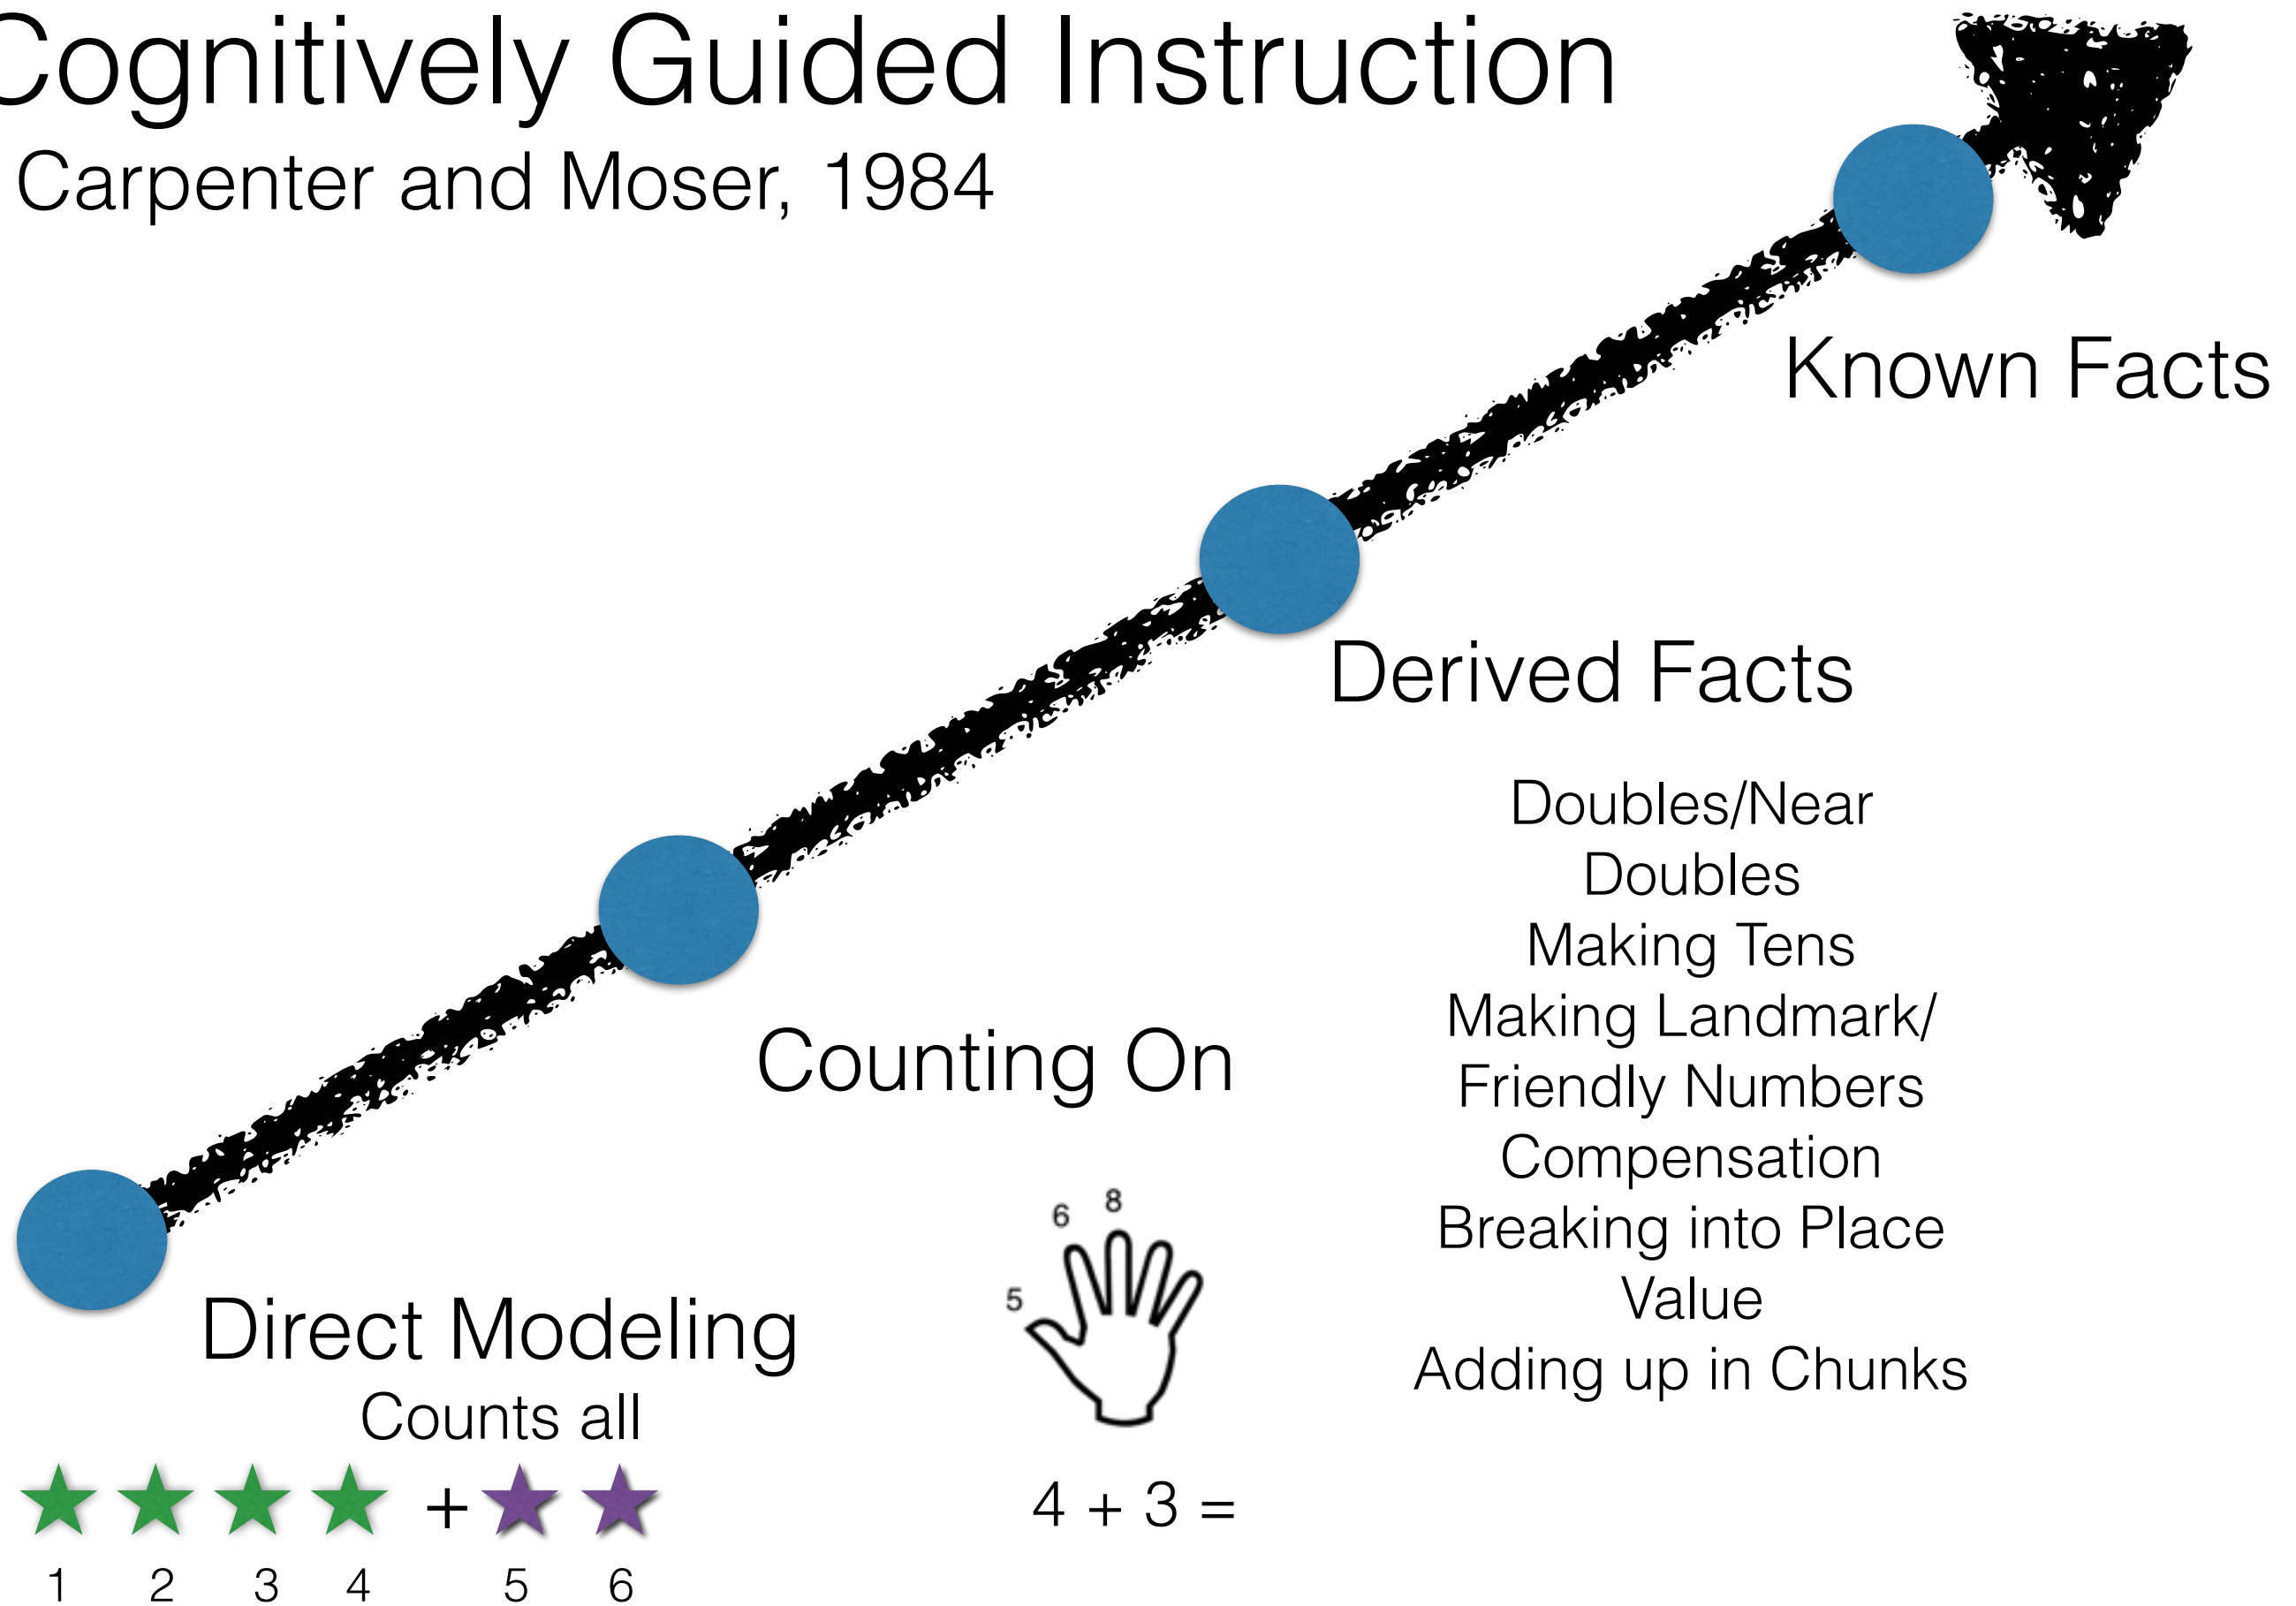 Cognitively Guided Instruction
Carpenter and Moser, 1984
Known Facts
Derived Facts
Doubles/Near
Doubles
Making Tens
Making Landmark/
Friendly Numbers
Compensation
Breaking into Place
Value
Adding up in Chunks
Counting On
5 6 8
4 + 3 =
Direct Modeling
Counts all
+
1 2 3 4 5 6